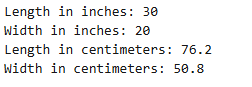 Length in inches: 30
Width in inches: 20
Length in centimeters: 76.2
Width in centimeters: 50.8